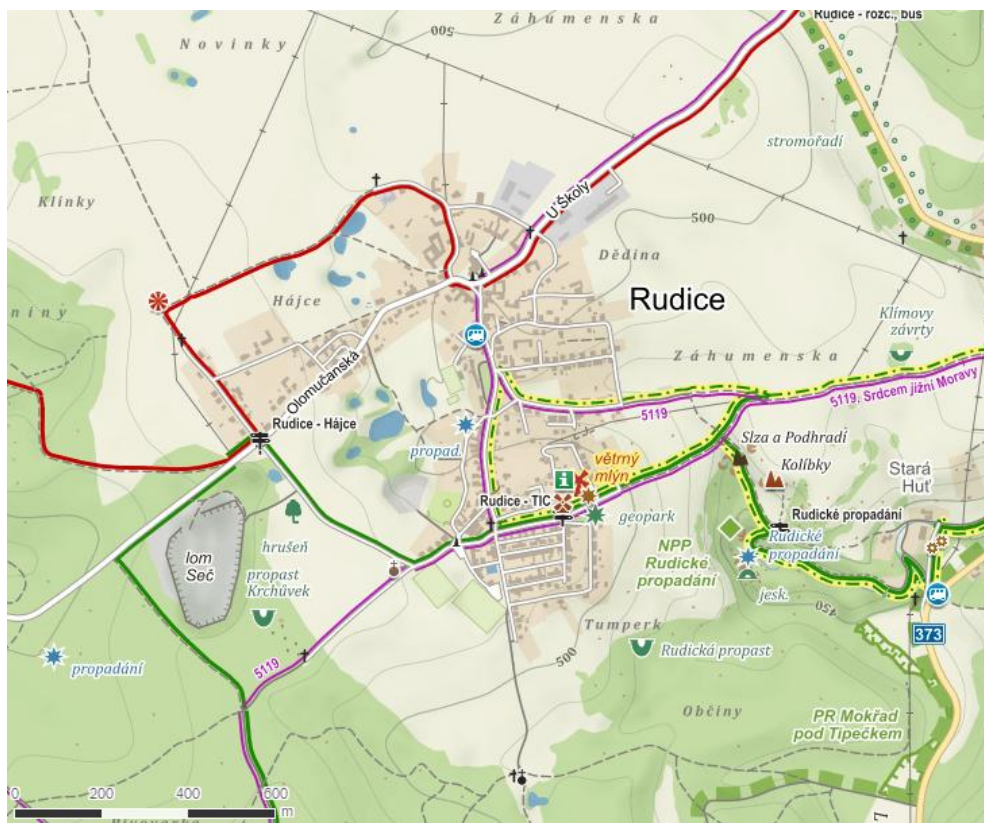 Záhumenska
Rudice - rozc., bus
Novinky
500
stromořadí
Klínky
U Školy
500
Dědina
Rudice
Hájce
Klímovy
závrty
Olomučanská
Záhumenska
5119, Srdcem jižní Moravy
5119
Rudice - Hájce
propad.
Slza a Podhradí
větrný
mlýn
Kolíbky
Stará
Huť
Rudice - TIC
geopark
Rudické propadání
hrušeň
lom
Seč
NPP
Rudické
propadání
Rudické
propadání
propast
Krchůvek
jesk.
450
Tumperk
373
5119
500
Rudická propast
propadání
Občiny
PR Mokřad
pod Tipečkem
0 200 400 600
m